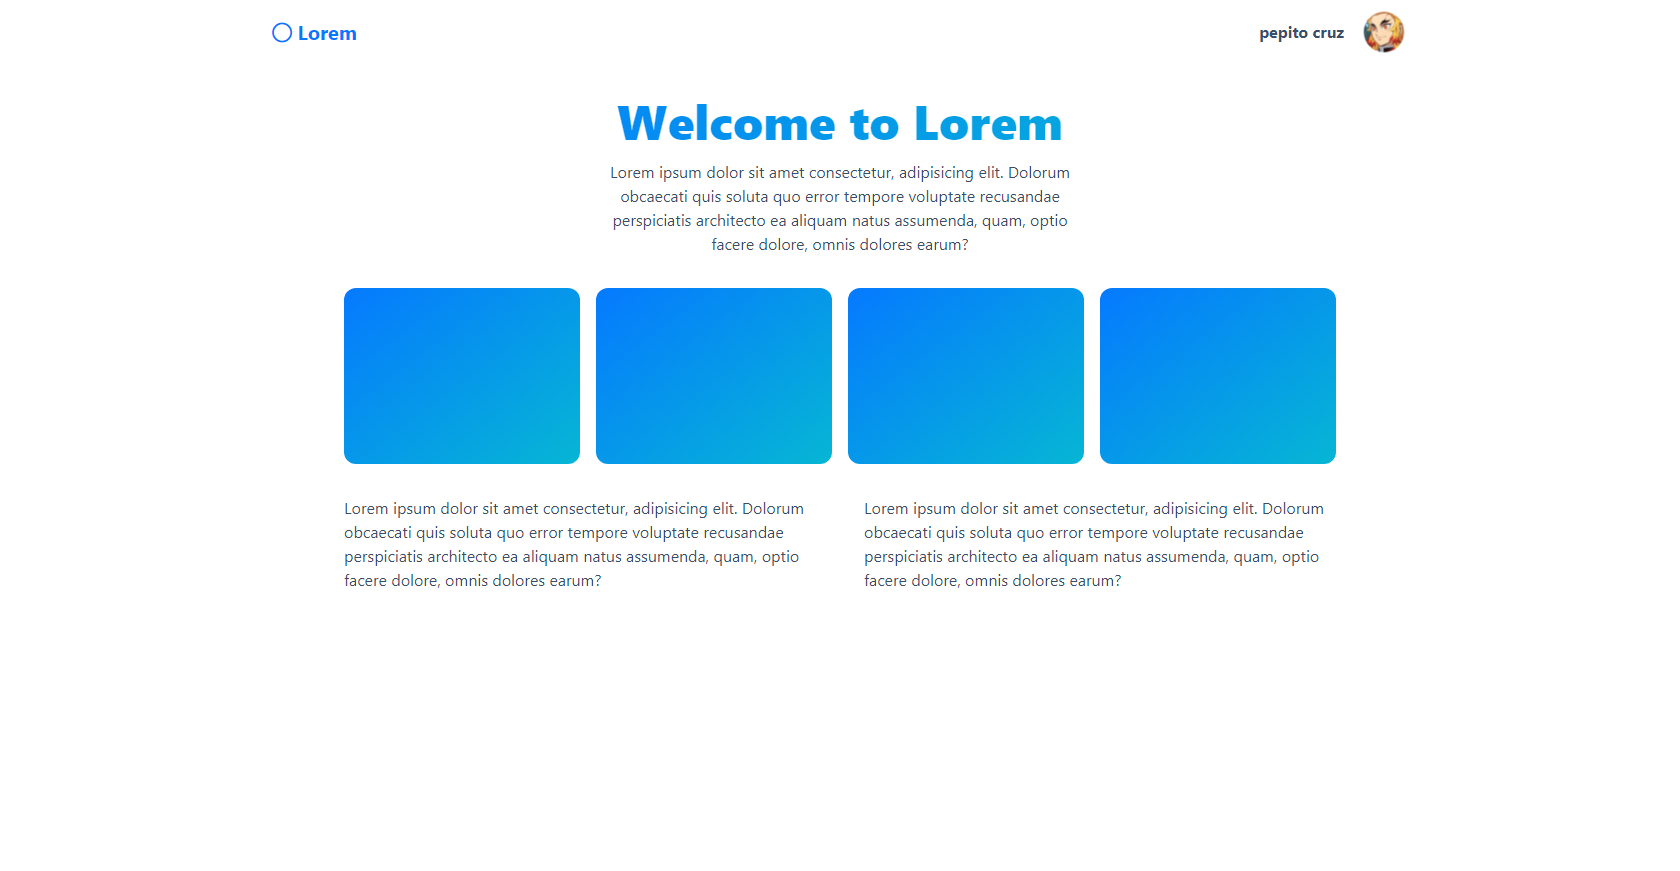 Lorem
pepito cruz
Welcome to Lorem
Lorem ipsum dolor sit amet consectetur, adipisicing elit. Dolorum
obcaecati quis soluta quo error tempore voluptate recusandae
perspiciatis architecto ea aliquam natus assumenda, quam, optio
facere dolore, omnis dolores earum?
Lorem ipsum dolor sit amet consectetur, adipisicing elit. Dolorum
obcaecati quis soluta quo error tempore voluptate recusandae
perspiciatis architecto ea aliquam natus assumenda, quam, optio
facere dolore, omnis dolores earum?
Lorem ipsum dolor sit amet consectetur, adipisicing elit. Dolorum
obcaecati quis soluta quo error tempore voluptate recusandae
perspiciatis architecto ea aliquam natus assumenda, quam, optio
facere dolore, omnis dolores earum?